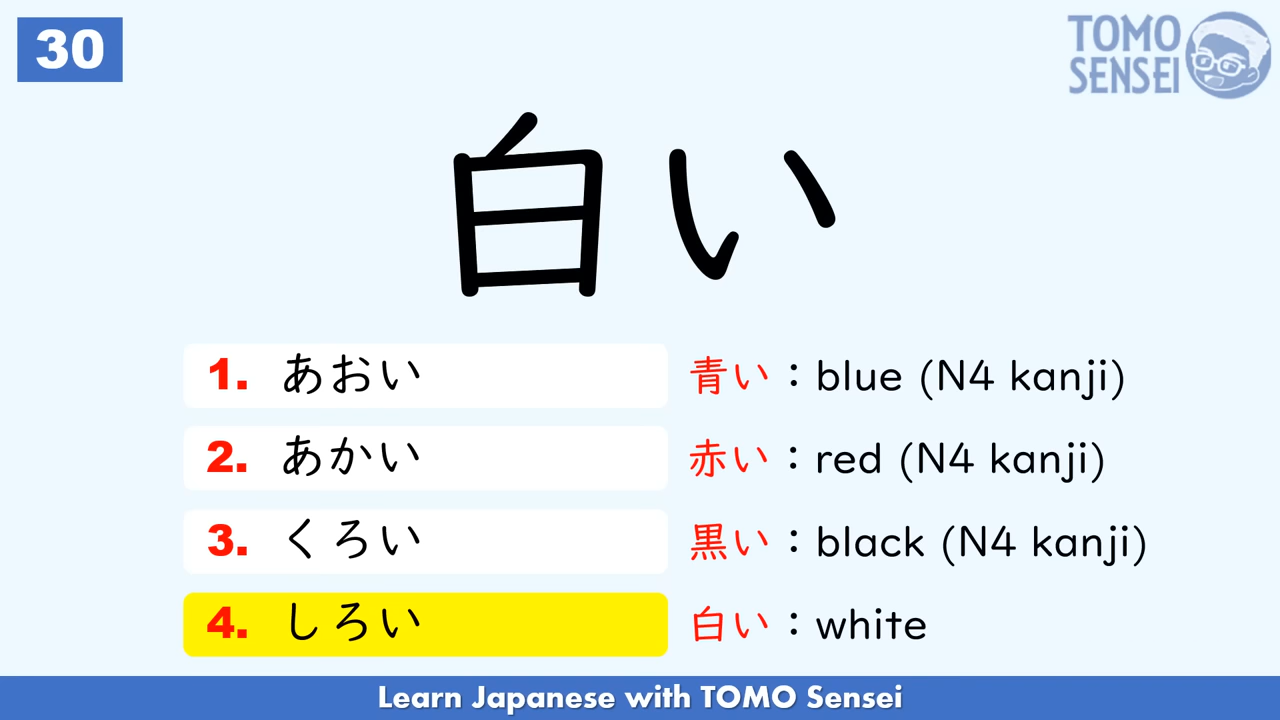 30
TOMO
SENSEI
白い
1. あおい 青い：blue (N4 kanji)
2. あかい 赤い：red (N4 kanji)
3. くろい 黒い：black (N4 kanji)
4. しろい 白い：white
Learn Japanese with TOMO Sensei